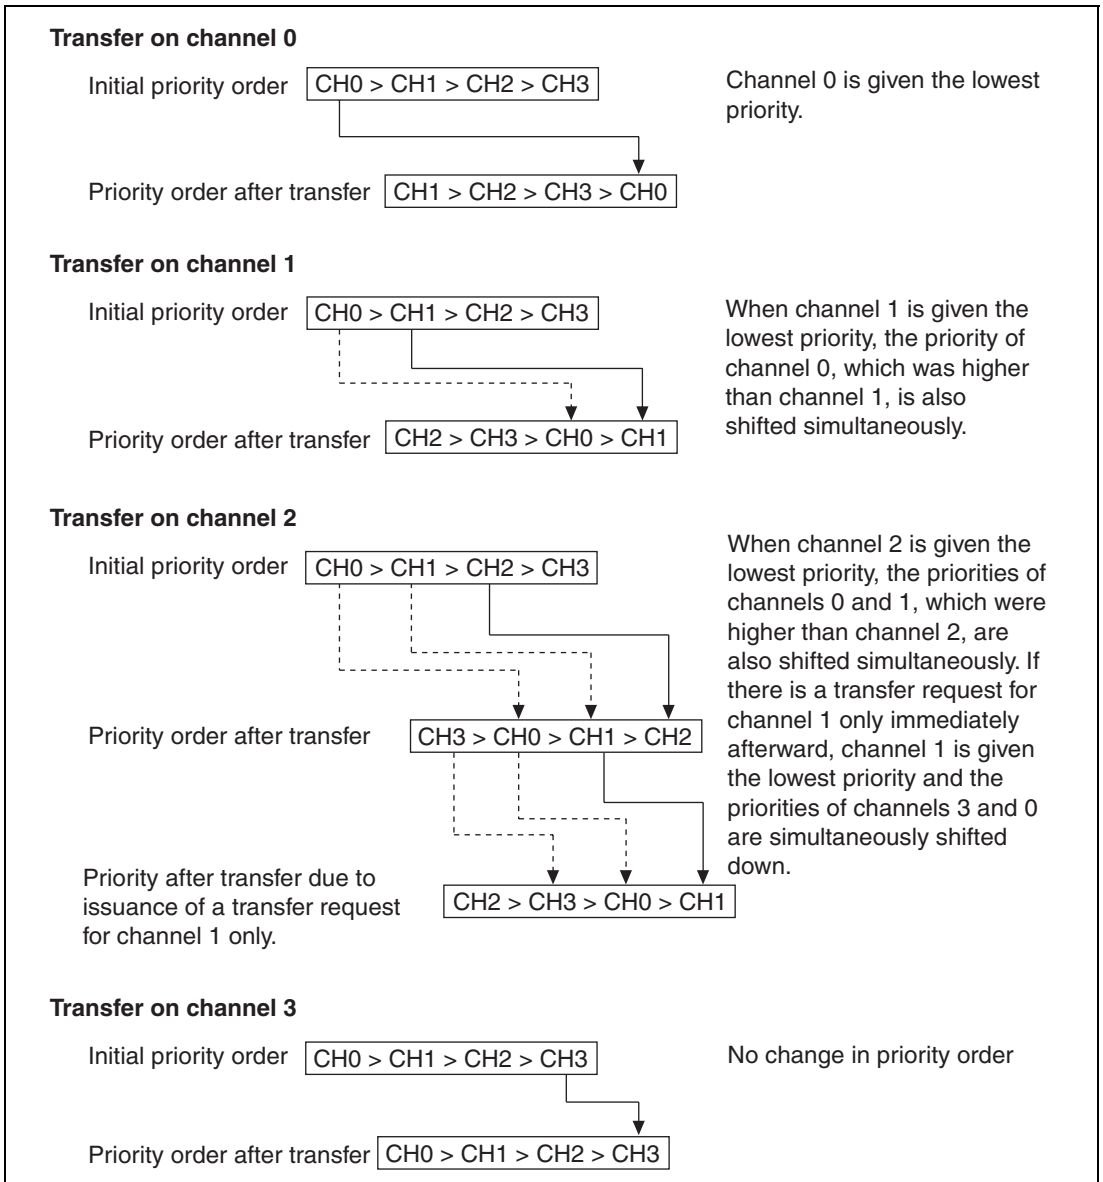 Transfer on channel 0
Initial priority order
CH0 > CH1 > CH2 > CH3
Channel 0 is given the lowest
priority.
Priority order after transfer
CH1 > CH2 > CH3 > CH0
Transfer on channel 1
Initial priority order
CH0 > CH1 > CH2 > CH3
When channel 1 is given the
lowest priority, the priority of
channel 0, which was higher
than channel 1, is also
shifted simultaneously.
Priority order after transfer
CH2 > CH3 > CH0 > CH1
Transfer on channel 2
Initial priority order
CH0 > CH1 > CH2 > CH3
When channel 2 is given the
lowest priority, the priorities of
channels 0 and 1, which were
higher than channel 2, are
also shifted simultaneously. If
there is a transfer request for
channel 1 only immediately
afterward, channel 1 is given
the lowest priority and the
priorities of channels 3 and 0
are simultaneously shifted
down.
Priority order after transfer
CH3 > CH0 > CH1 > CH2
Priority after transfer due to
issuance of a transfer request
for channel 1 only.
CH2 > CH3 > CH0 > CH1
Transfer on channel 3
Initial priority order
CH0 > CH1 > CH2 > CH3
No change in priority order
Priority order after transfer
CH0 > CH1 > CH2 > CH3